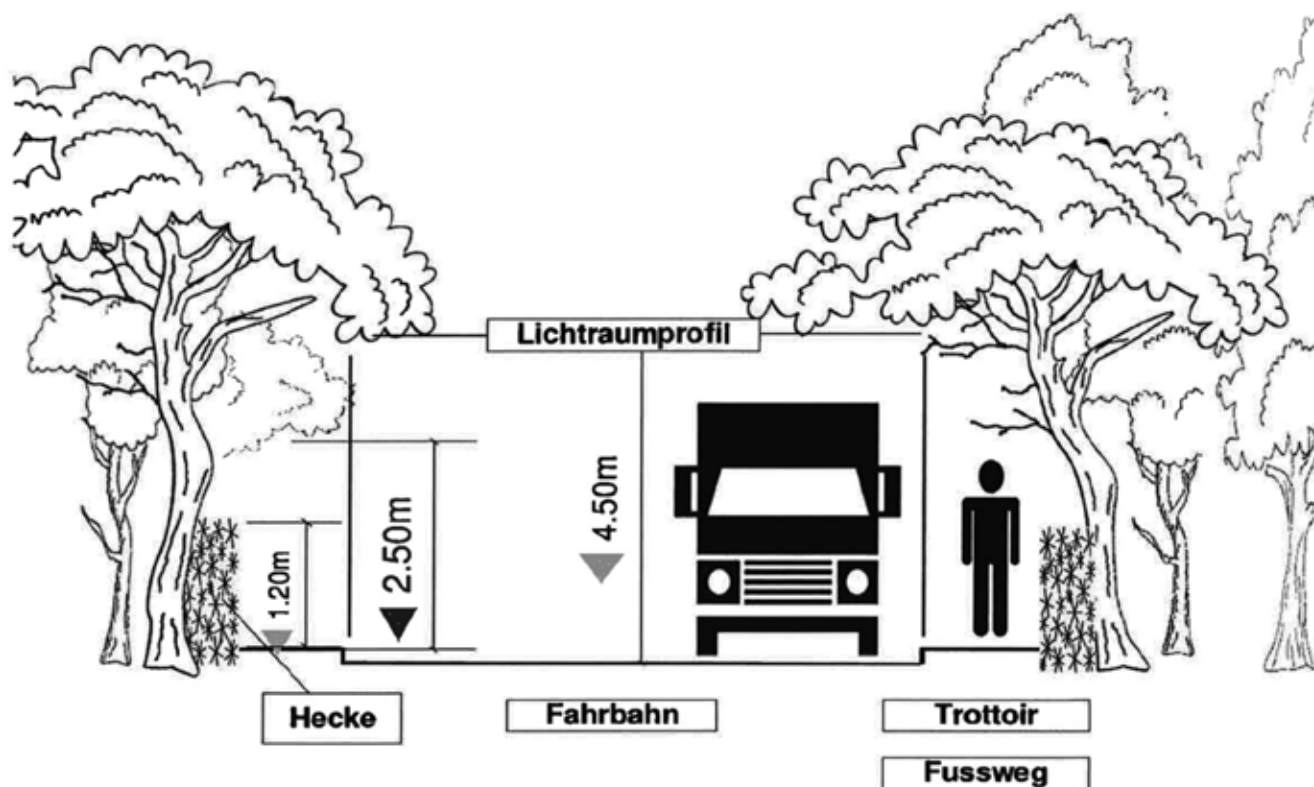 Lichtraumprofil
1.20m
2.50m
4.50m
Hecke
Fahrbahn
Trottoir
Fussweg